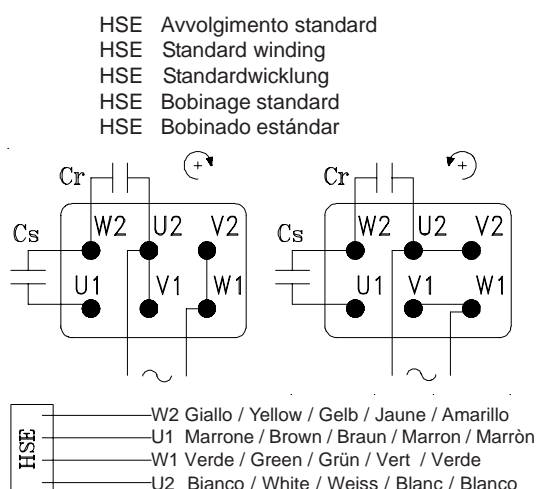 HSE Avvolgimento standard
HSE Standard winding
HSE Standardwicklung
HSE Bobinage standard
HSE Bobinado estándar
Cr (+) Cr (+)
Cs W2 U2 V2 Cs W2 U2 V2
U1 V1 W1 U1 V1 W1
~ ~
HSE
W2 Giallo / Yellow / Gelb / Jaune / Amarillo
U1 Marrone / Brown / Braun / Marron / Marròn
W1 Verde / Green / Grün / Vert / Verde
U2 Bianco / White / Weiss / Blanc / Blanco